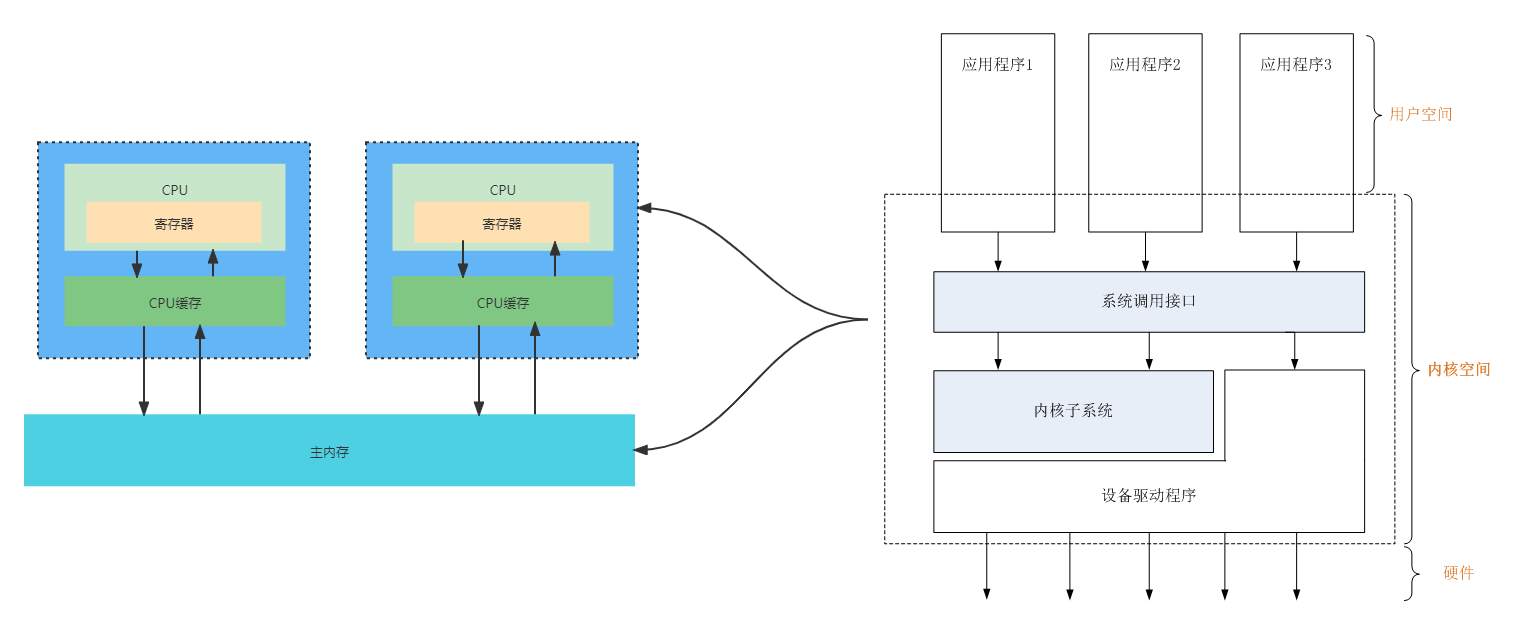 CPU
寄存器
CPU缓存
CPU
寄存器
CPU缓存
主内存
应用程序1
应用程序2
应用程序3
用户空间
系统调用接口
内核子系统
内核空间
设备驱动程序
硬件